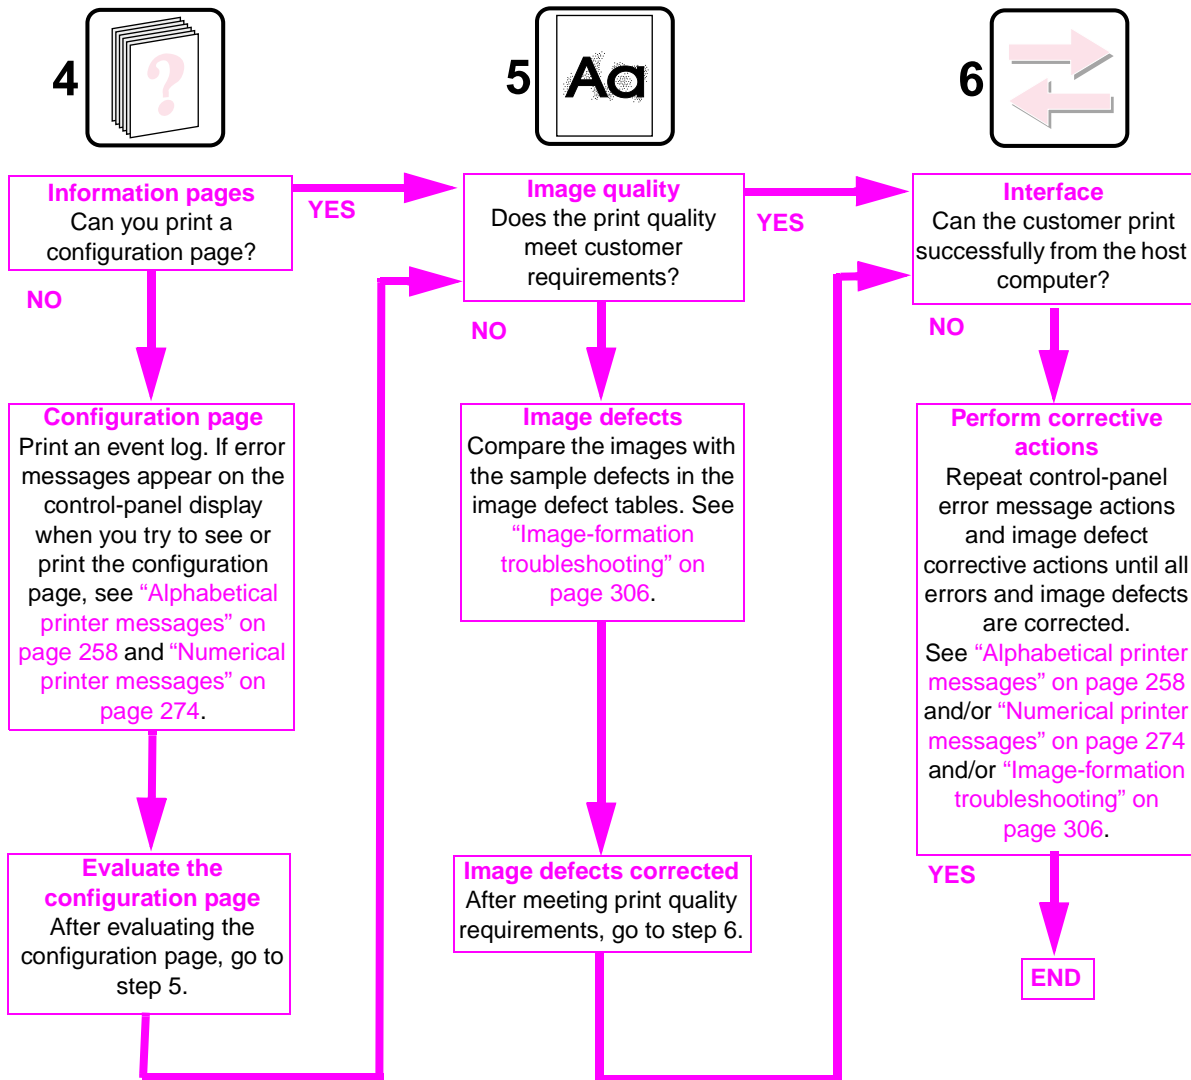 4
?
Information pages
Can you print a
configuration page?
YES
NO
Configuration page
Print an event log. If error
messages appear on the
control-panel display
when you try to see or
print the configuration
page, see “Alphabetical
printer messages” on
page 258 and “Numerical
printer messages” on
page 274.
Evaluate the
configuration page
After evaluating the
configuration page, go to
step 5.
5
Aa
Image quality
Does the print quality
meet customer
requirements?
YES
NO
Image defects
Compare the images with
the sample defects in the
image defect tables. See
“Image-formation
troubleshooting” on
page 306.
Image defects corrected
After meeting print quality
requirements, go to step 6.
6
Interface
Can the customer print
successfully from the host
computer?
NO
Perform corrective
actions
Repeat control-panel
error message actions
and image defect
corrective actions until all
errors and image defects
are corrected.
See “Alphabetical printer
messages” on page 258
and/or “Numerical printer
messages” on page 274
and/or “Image-formation
troubleshooting” on
page 306.
YES
END